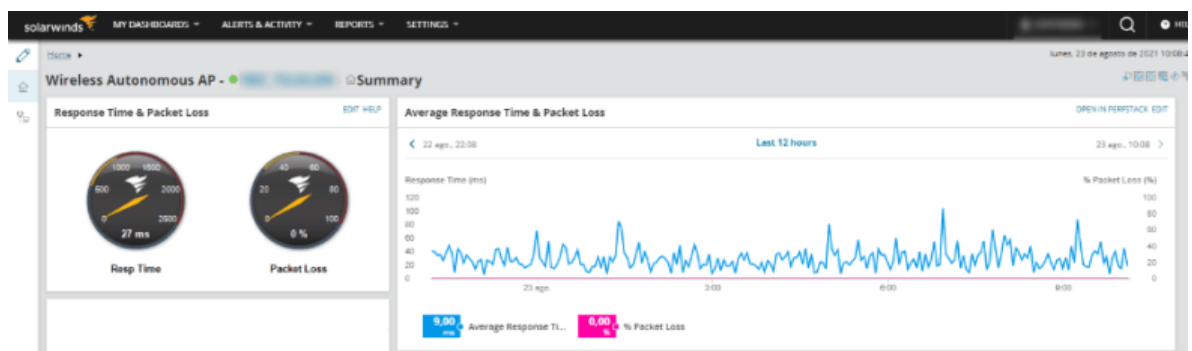 solarwinds MY DASHBOARDS ALERTS & ACTIVITY REPORTS SETTINGS
Home
lunes, 23 de agosto de 2021 10:08:4
Wireless Autonomous AP - Summary
Response Time & Packet Loss EDIT HELP
1000 1500
500 2000
0 2500
27 ms
Resp Time
40 60
20 80
0 100
0 %
Packet Loss
Average Response Time & Packet Loss OPEN IN PERFSTACK EDIT
22 ago., 22:08 Last 12 hours 23 ago., 10:08
Response Time (ms) % Packet Loss (%)
120 100
100
80 80
60 60
40 40
20 20
0 0
23 ago. 3:00 6:00 9:00
9,00 ms Average Response Ti... 0,00 % % Packet Loss